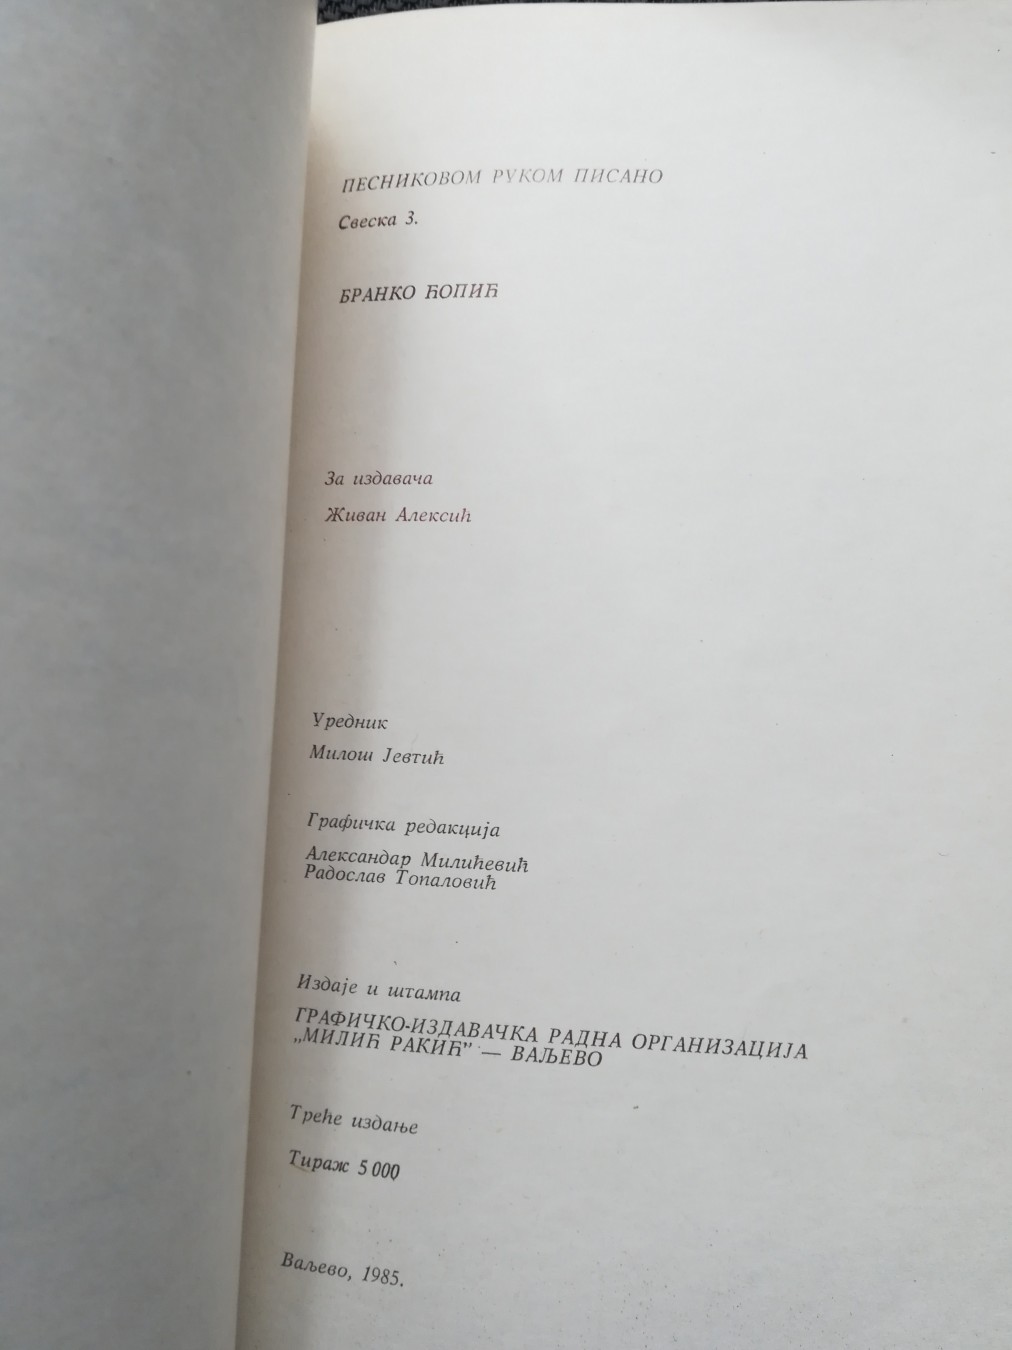 ПЕСНИКОВОМ РУКОМ ПИСАНО
Свеска 3.
БРАНКО ЋОПИЋ
За издавача
Живан Алексић
Уредник
Милош Јевтић
Графичка редакција
Александар Милићевић
Радослав Топаловић
Издаје и штампа
ГРАФИЧКО-ИЗДАВАЧКА РАДНА ОРГАНИЗАЦИЈА
„МИЛИЋ РАКИЋ” — ВАЉЕВО
Треће издање
Тираж 5 000
Ваљево, 1985.